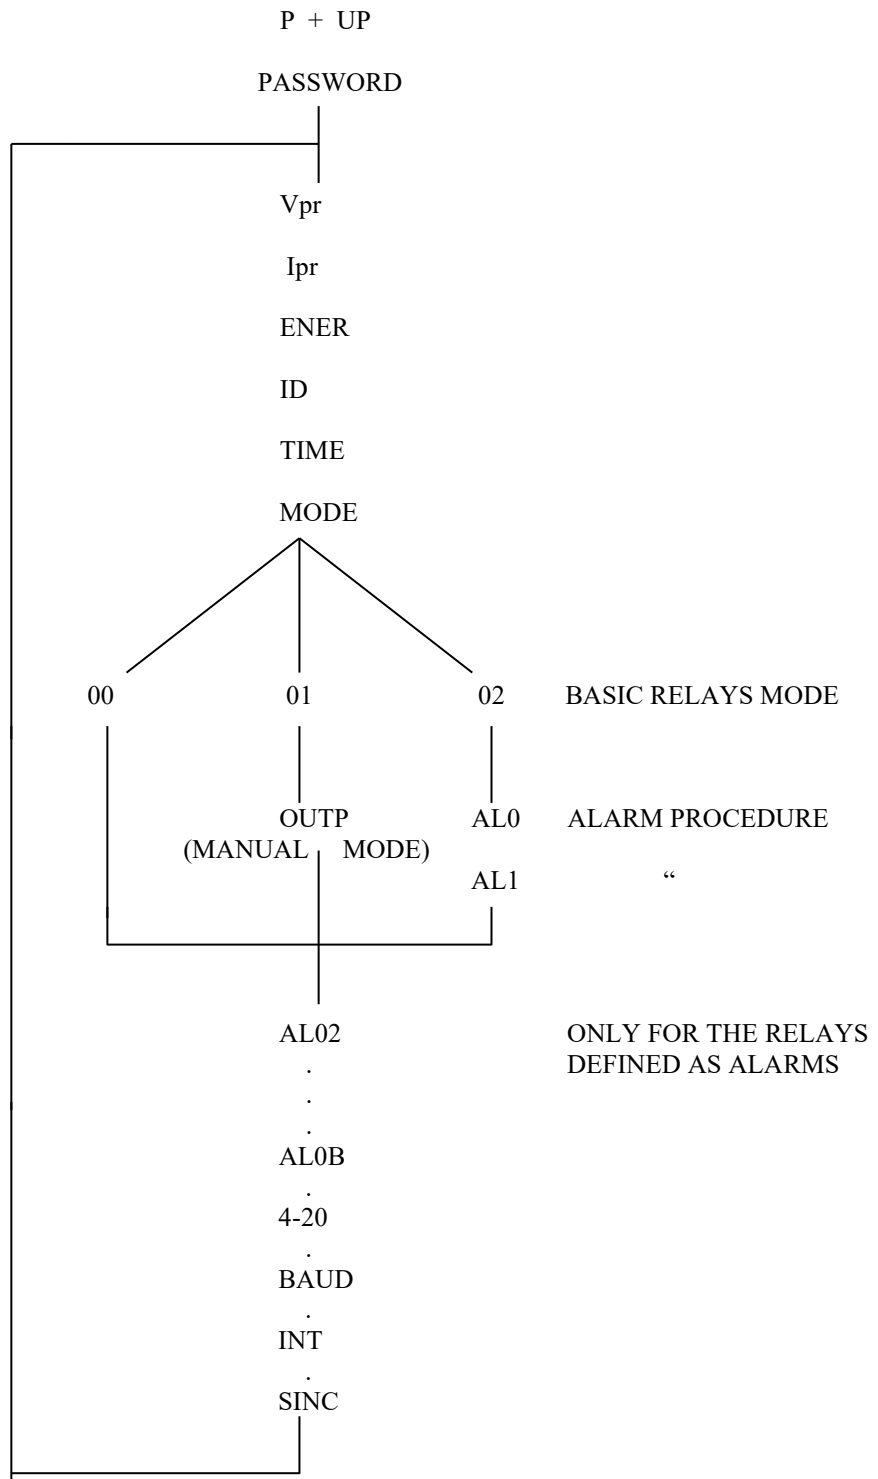 P + UP
PASSWORD
Vpr
Ipr
ENER
ID
TIME
MODE
00 01 02 BASIC RELAYS MODE
OUTP AL0 ALARM PROCEDURE
(MANUAL MODE)
AL1 “
AL02 ONLY FOR THE RELAYS
. DEFINED AS ALARMS
.
.
AL0B
.
4-20
.
BAUD
.
INT
.
SINC